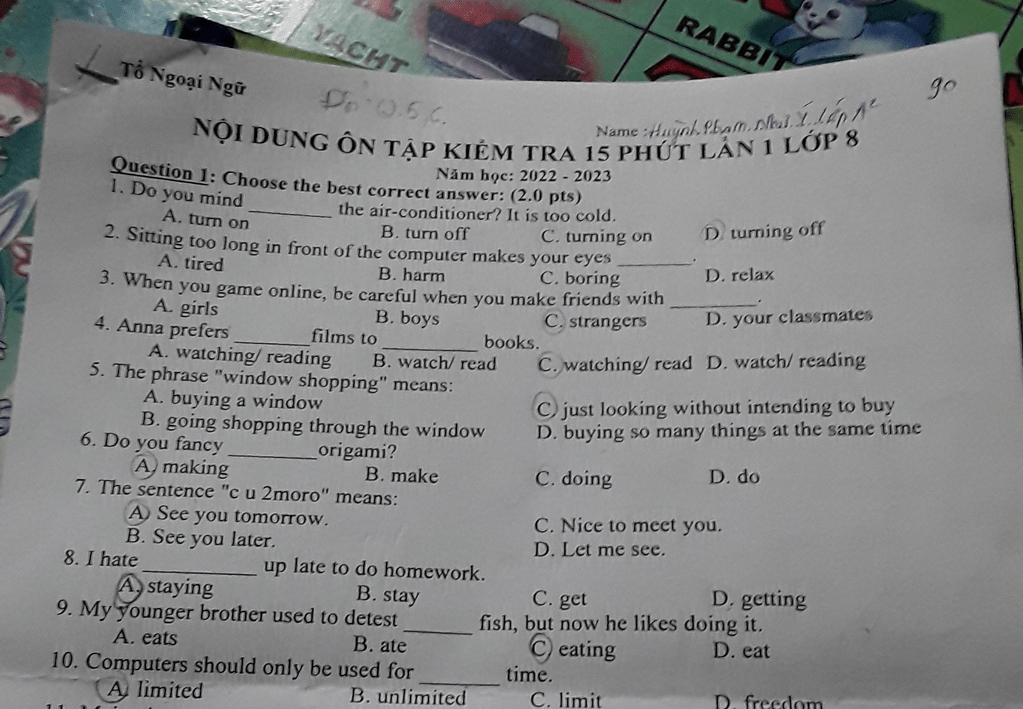 YACHT
RABBIT
Tổ Ngoại Ngữ
90
Name: Huỳnh Phạm Như Ý Lớp A2
NỘI DUNG ÔN TẬP KIỂM TRA 15 PHÚT LẦN 1 LỚP 8
Năm học: 2022 - 2023
Question 1: Choose the best correct answer: (2.0 pts)
1. Do you mind ________ the air-conditioner? It is too cold.
A. turn on B. turn off C. turning on D. turning off
2. Sitting too long in front of the computer makes your eyes ________.
A. tired B. harm C. boring D. relax
3. When you game online, be careful when you make friends with ________.
A. girls B. boys C. strangers D. your classmates
4. Anna prefers ________ films to ________ books.
A. watching/ reading B. watch/ read C. watching/ read D. watch/ reading
5. The phrase "window shopping" means:
A. buying a window C. just looking without intending to buy
B. going shopping through the window D. buying so many things at the same time
6. Do you fancy ________ origami?
A. making B. make C. doing D. do
7. The sentence "c u 2moro" means:
A. See you tomorrow. C. Nice to meet you.
B. See you later. D. Let me see.
8. I hate ________ up late to do homework.
A. staying B. stay C. get D. getting
9. My younger brother used to detest ________ fish, but now he likes doing it.
A. eats B. ate C. eating D. eat
10. Computers should only be used for ________ time.
A. limited B. unlimited C. limit D. freedom